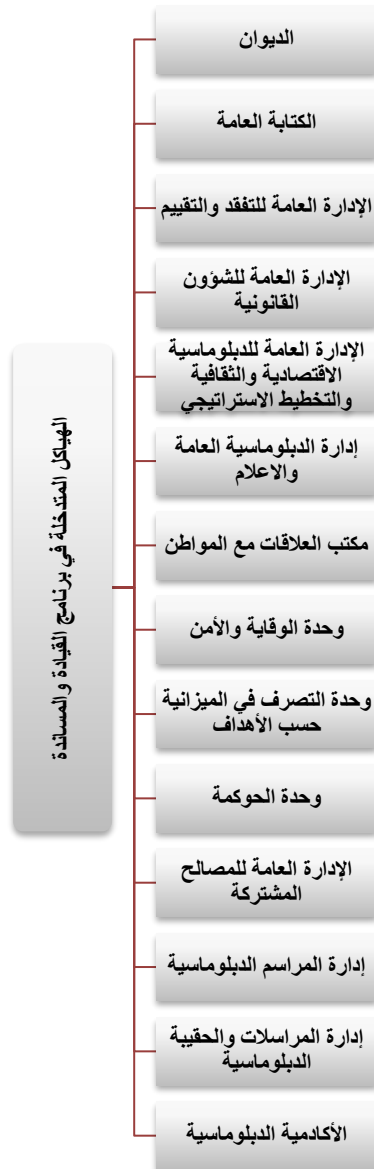 الهياكل المتدخلة في برنامج القيادة والمساندة
الديوان
الكتابة العامة
الإدارة العامة للتفقد والتقييم
الإدارة العامة للشؤون
القانونية
الإدارة العامة للدبلوماسية
الاقتصادية والثقافية
والتخطيط الاستراتيجي
إدارة الدبلوماسية العامة
والاعلام
مكتب العلاقات مع المواطن
وحدة الوقاية والأمن
وحدة التصرف في الميزانية
حسب الأهداف
وحدة الحوكمة
الإدارة العامة للمصالح
المشتركة
إدارة المراسم الدبلوماسية
إدارة المراسلات والحقيبة
الدبلوماسية
الأكادمية الدبلوماسية